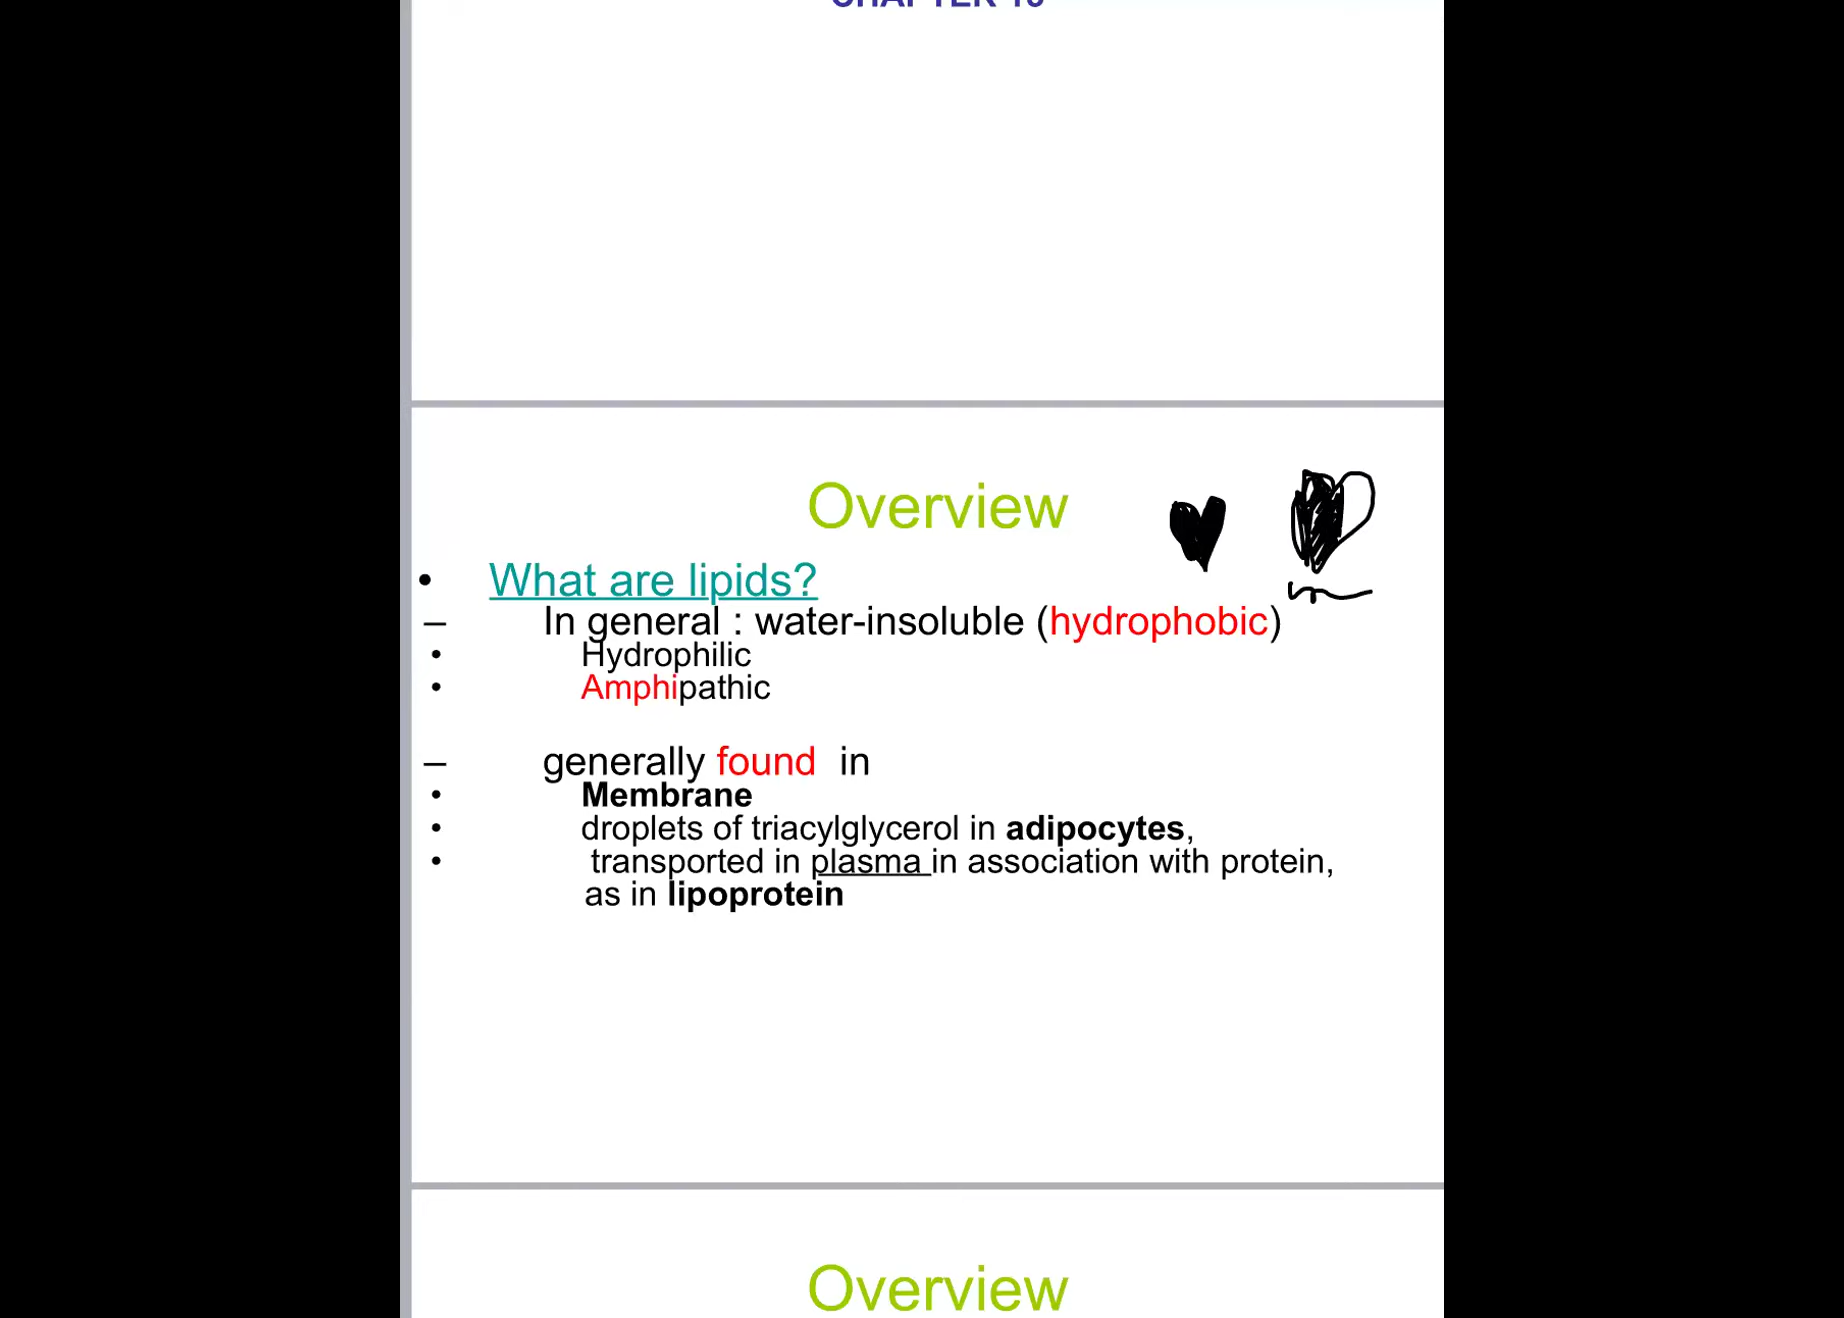 Overview
• What are lipids?
– In general : water-insoluble (hydrophobic)
• Hydrophilic
• Amphipathic
– generally found in
• Membrane
• droplets of triacylglycerol in adipocytes,
• transported in plasma in association with protein,
as in lipoprotein
Overview